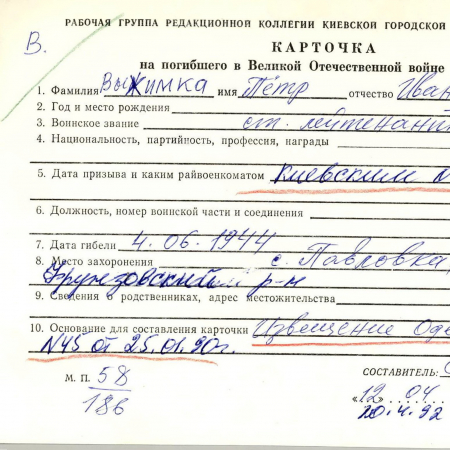 В.
РАБОЧАЯ ГРУППА РЕДАКЦИОННОЙ КОЛЛЕГИИ КИЕВСКОЙ ГОРОДСКОЙ
КАРТОЧКА
на погибшего в Великой Отечественной войне
1. Фамилия Выжимка имя Пётр отчество Иван
2. Год и место рождения
3. Воинское звание ст. лейтенант
4. Национальность, партийность, профессия, награды
5. Дата призыва и каким райвоенкоматом Киевским
6. Должность, номер воинской части и соединения
7. Дата гибели 4.06.1944
8. Место захоронения с. Павловка,
Фрунзовский р-н
9. Сведения о родственниках, адрес местожительства
10. Основание для составления карточки извещение Оде
N45 от 25.01.90г.
СОСТАВИТЕЛЬ:
М. П. 58
186
«12» 04
20.4.92